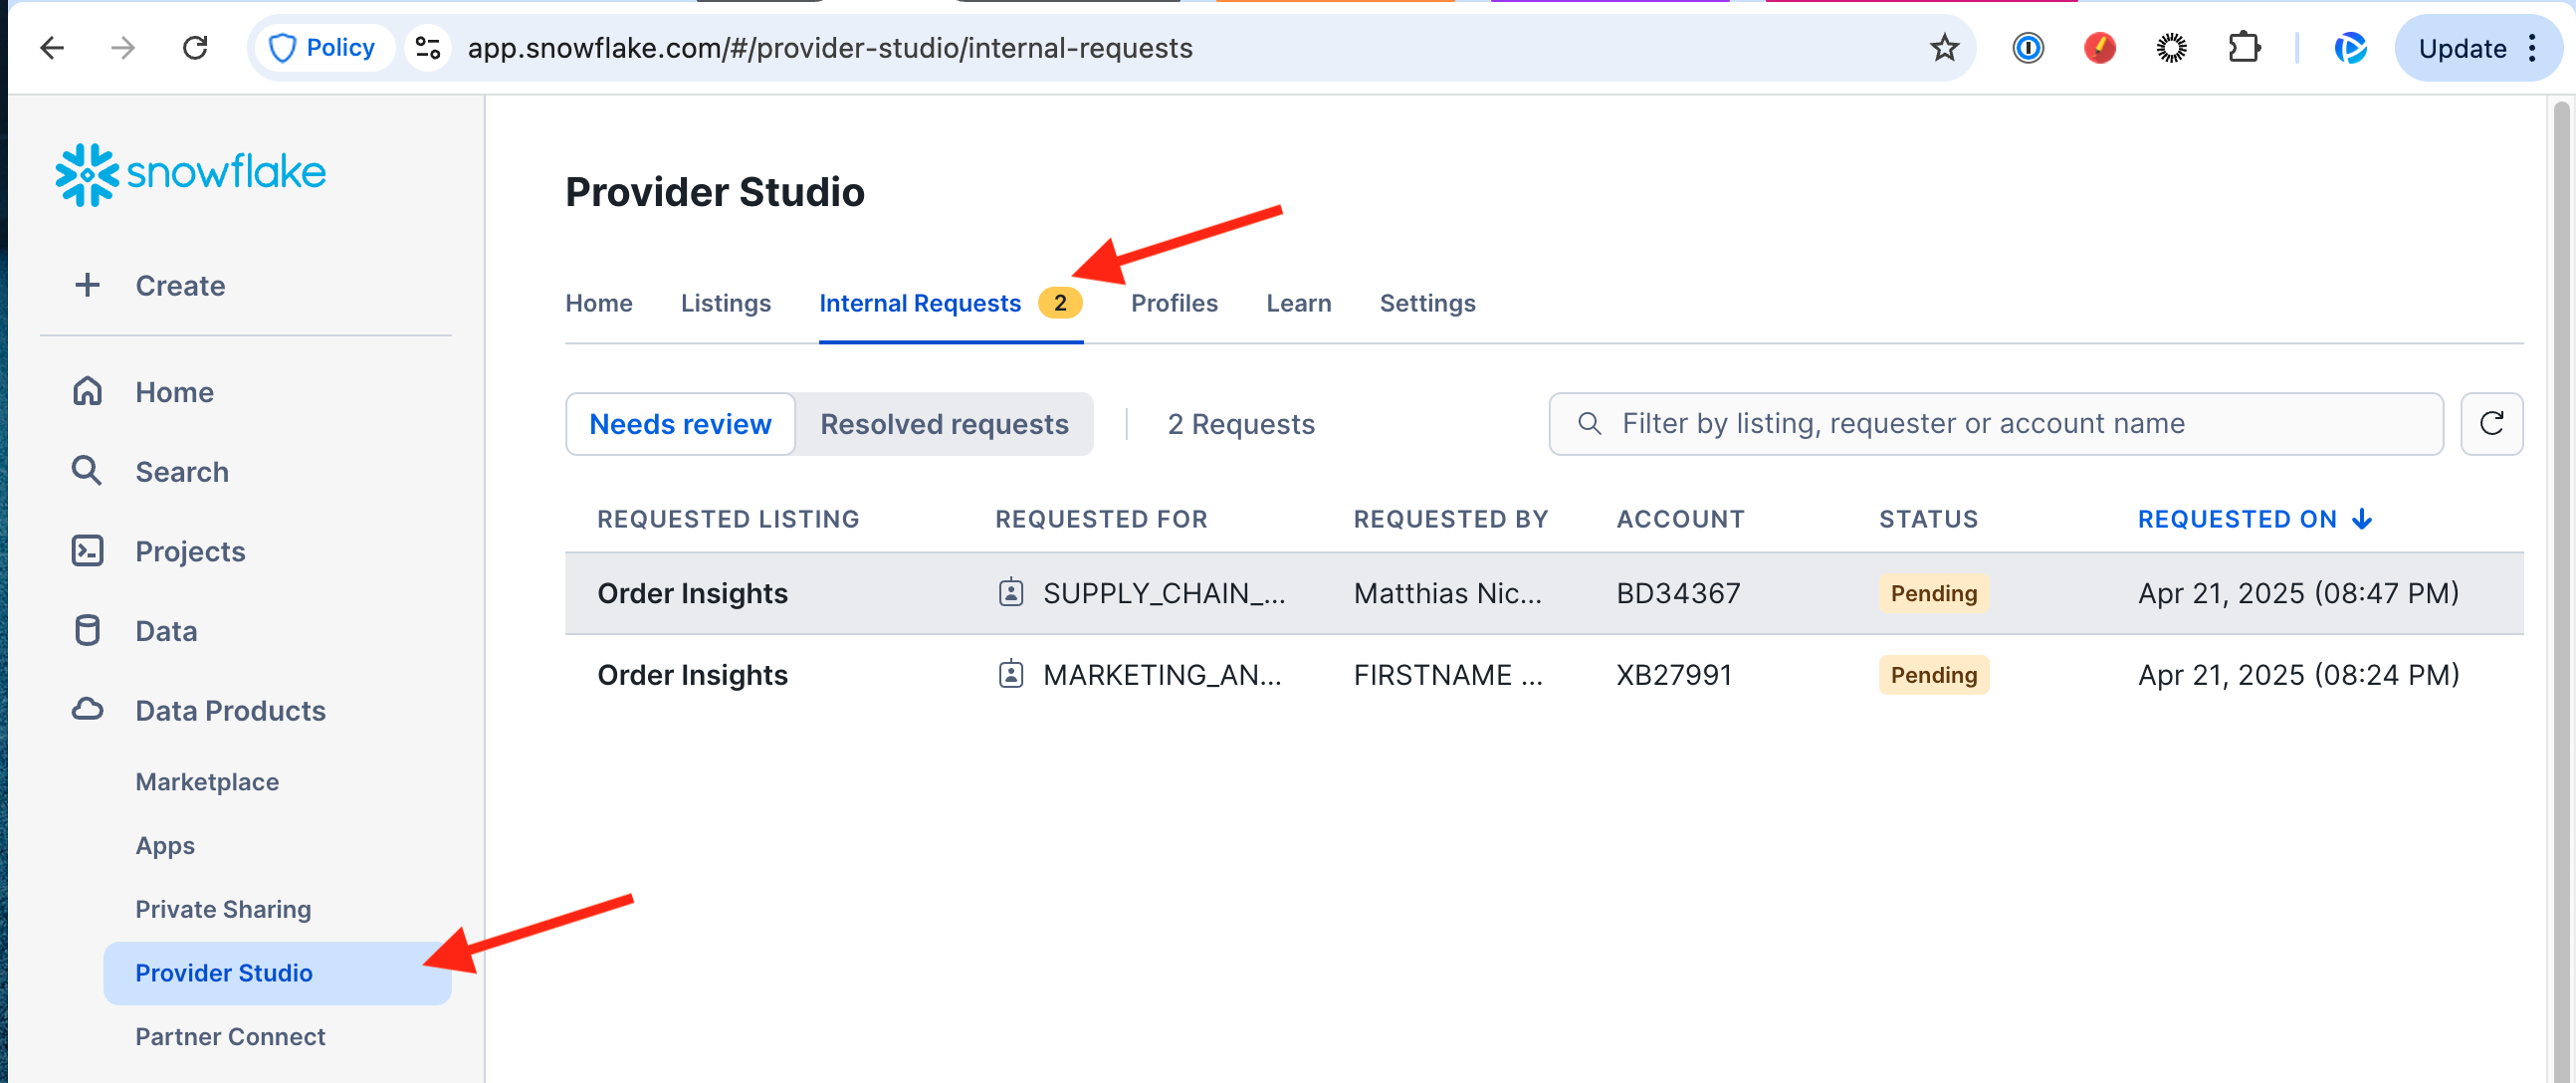 Policy app.snowflake.com/#/provider-studio/internal-requests Update
snowflake
Create
Home
Search
Projects
Data
Data Products
Marketplace
Apps
Private Sharing
Provider Studio
Partner Connect
Provider Studio
Home Listings Internal Requests 2 Profiles Learn Settings
Needs review Resolved requests 2 Requests Filter by listing, requester or account name
REQUESTED LISTING REQUESTED FOR REQUESTED BY ACCOUNT STATUS REQUESTED ON
Order Insights SUPPLY_CHAIN_... Matthias Nic... BD34367 Pending Apr 21, 2025 (08:47 PM)
Order Insights MARKETING_AN... FIRSTNAME ... XB27991 Pending Apr 21, 2025 (08:24 PM)